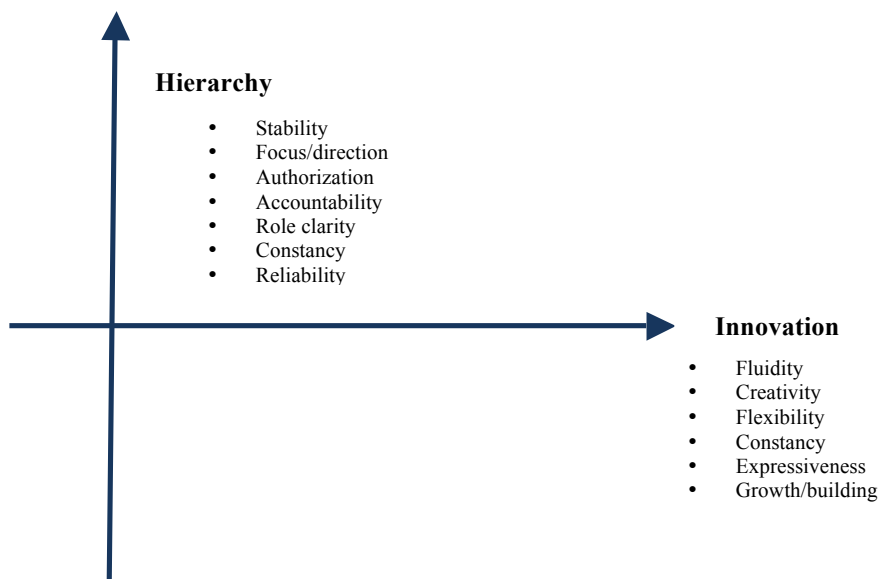 Hierarchy
• Stability
• Focus/direction
• Authorization
• Accountability
• Role clarity
• Constancy
• Reliability
Innovation
• Fluidity
• Creativity
• Flexibility
• Constancy
• Expressiveness
• Growth/building